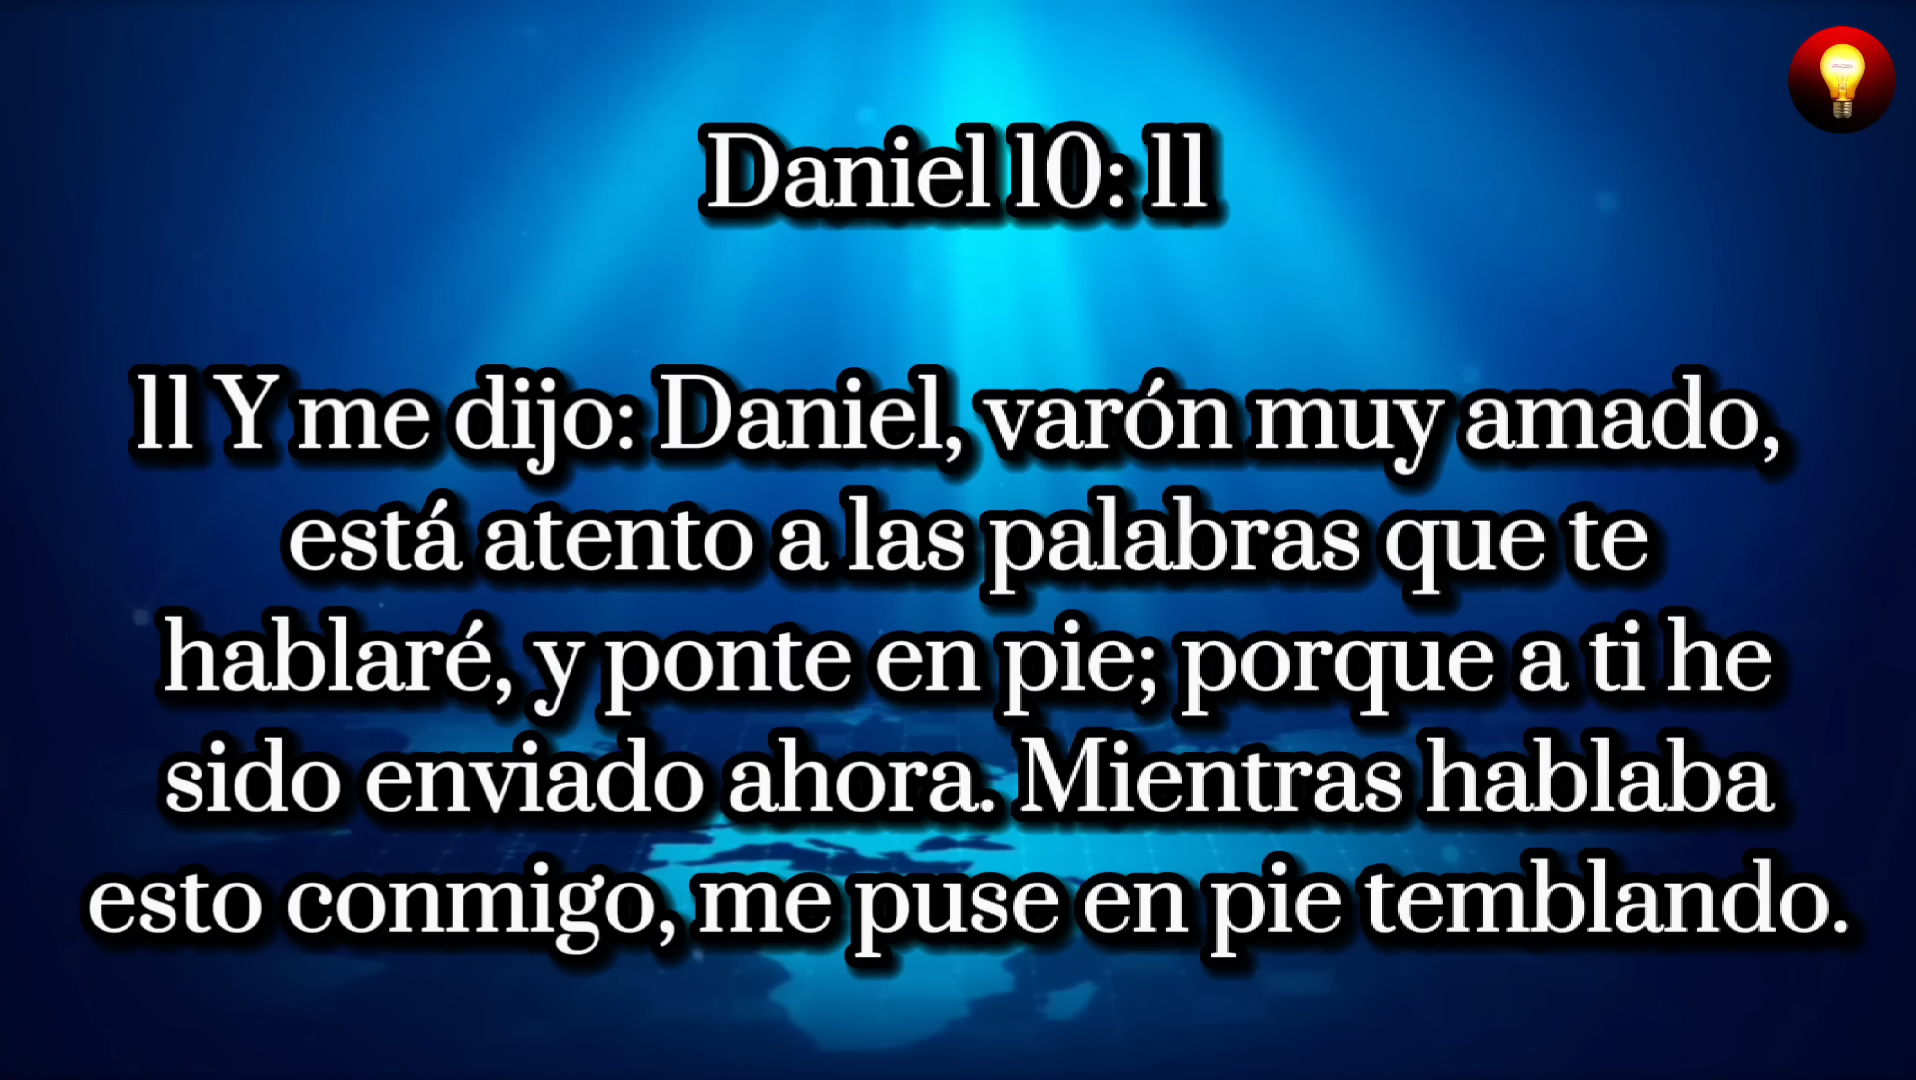 Daniel 10: 11
11 Y me dijo: Daniel, varón muy amado,
está atento a las palabras que te
hablaré, y ponte en pie; porque a ti he
sido enviado ahora. Mientras hablaba
esto conmigo, me puse en pie temblando.